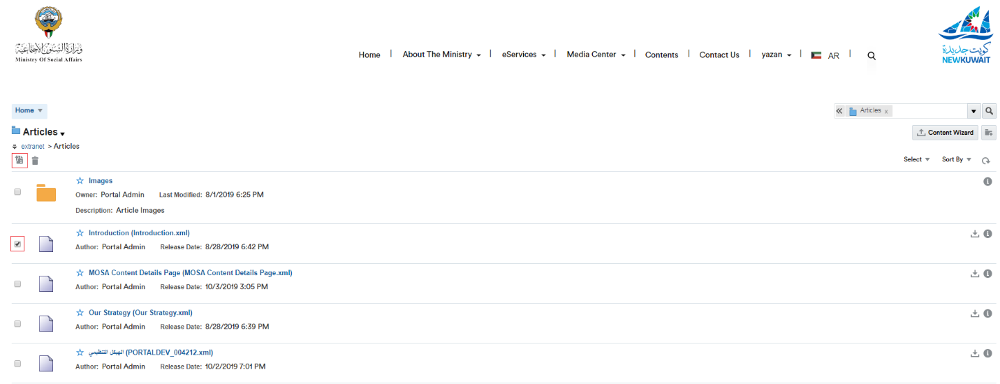 وزارة الشئون الاجتماعية
Ministry Of Social Affairs
Home About The Ministry eServices Media Center Contents Contact Us yazan AR
كويت جديدة
NEWKUWAIT
Home
Articles x
Articles
Content Wizard
extranet > Articles
Select Sort By
Images
Owner: Portal Admin Last Modified: 8/1/2019 6:25 PM
Description: Article Images
Introduction (Introduction.xml)
Author: Portal Admin Release Date: 8/28/2019 6:42 PM
MOSA Content Details Page (MOSA Content Details Page.xml)
Author: Portal Admin Release Date: 10/3/2019 3:05 PM
Our Strategy (Our Strategy.xml)
Author: Portal Admin Release Date: 8/28/2019 6:39 PM
الهيكل التنظيمي (PORTALDEV_004212.xml)
Author: Portal Admin Release Date: 10/2/2019 7:01 PM